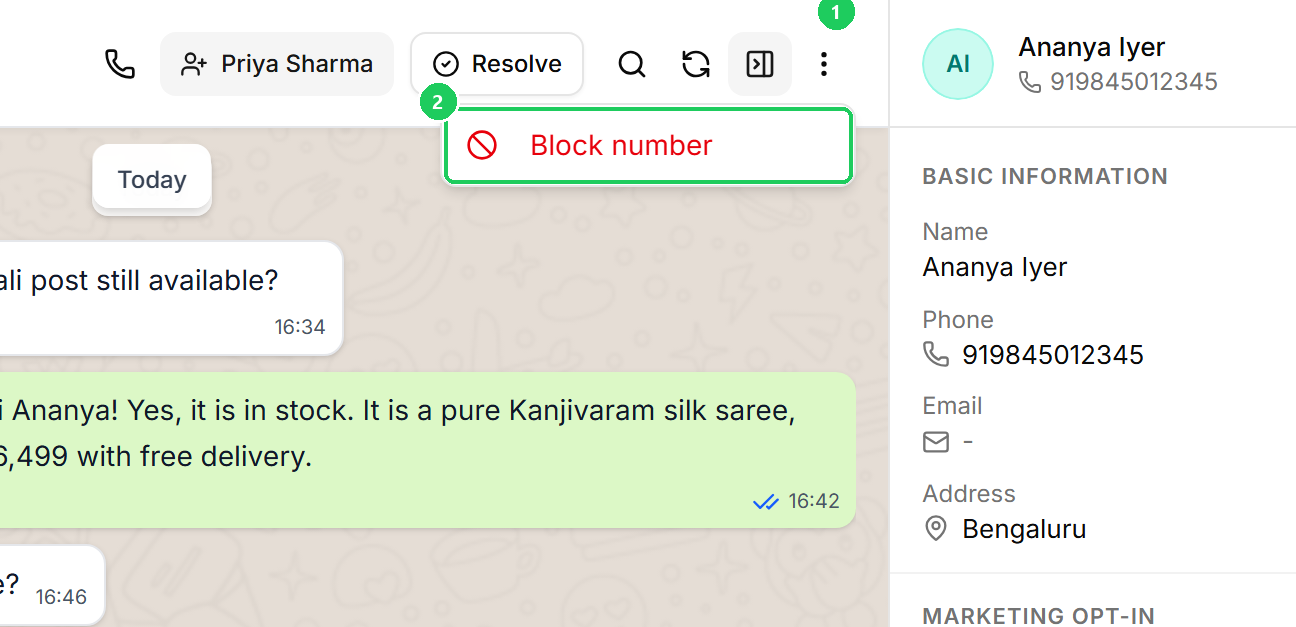 1
Priya Sharma
Resolve
2
Block number
Today
ali post still available?
16:34
i Ananya! Yes, it is in stock. It is a pure Kanjivaram silk saree,
6,499 with free delivery.
16:42
e?
16:46
AI
Ananya Iyer
919845012345
BASIC INFORMATION
Name
Ananya Iyer
Phone
919845012345
Email
-
Address
Bengaluru
MARKETING OPT-IN